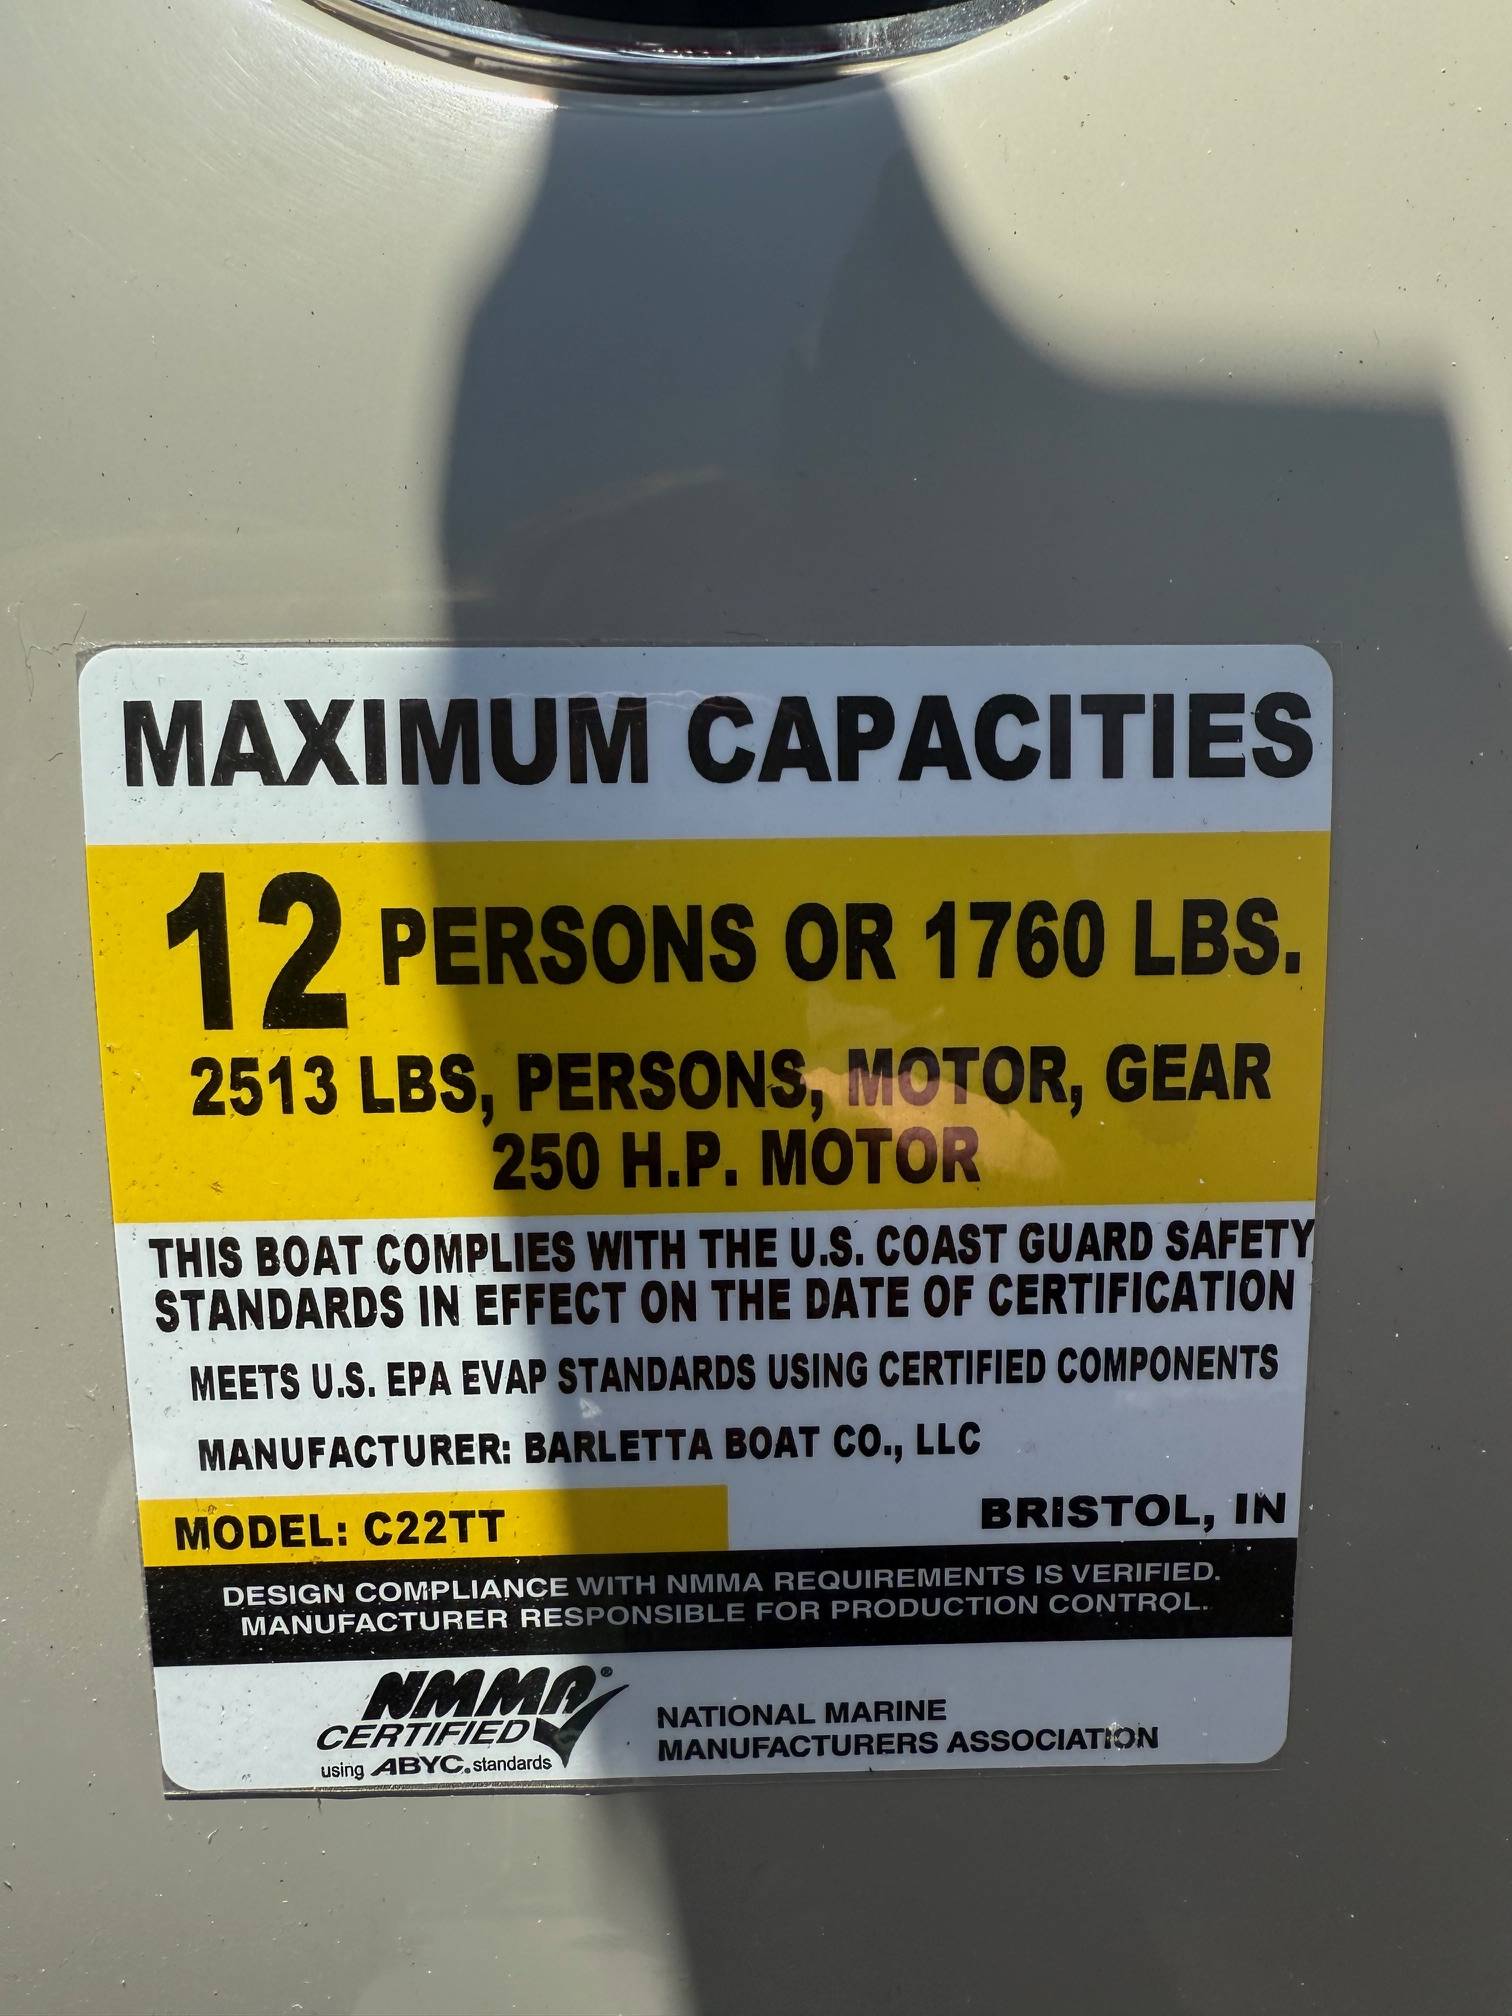 MAXIMUM CAPACITIES
12 PERSONS OR 1760 LBS.
2513 LBS, PERSONS, MOTOR, GEAR
250 H.P. MOTOR
THIS BOAT COMPLIES WITH THE U.S. COAST GUARD SAFETY
STANDARDS IN EFFECT ON THE DATE OF CERTIFICATION
MEETS U.S. EPA EVAP STANDARDS USING CERTIFIED COMPONENTS
MANUFACTURER: BARLETTA BOAT CO., LLC
MODEL: C22TT
BRISTOL, IN
DESIGN COMPLIANCE WITH NMMA REQUIREMENTS IS VERIFIED.
MANUFACTURER RESPONSIBLE FOR PRODUCTION CONTROL.
NMMA®
CERTIFIED
using ABYC. standards
NATIONAL MARINE
MANUFACTURERS ASSOCIATION